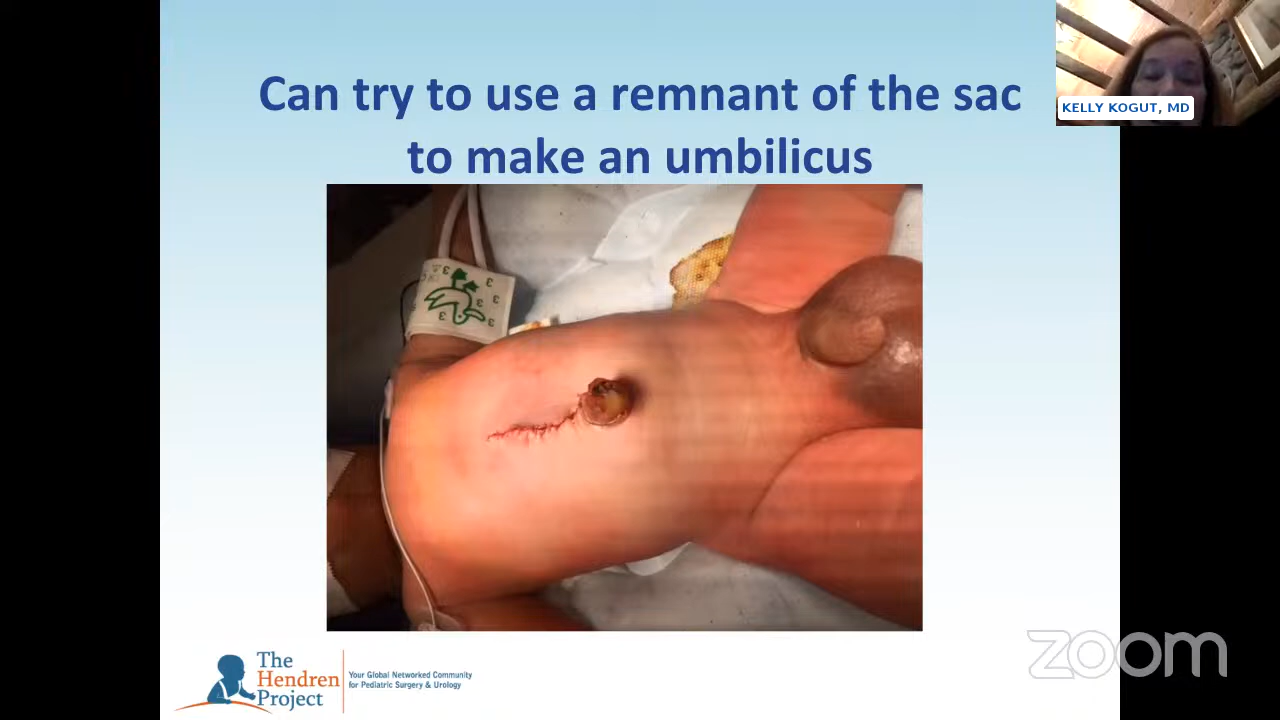 Can try to use a remnant of the sac
to make an umbilicus
KELLY KOGUT, MD
The
Hendren
Project
Your Global Networked Community
for Pediatric Surgery & Urology
zoom